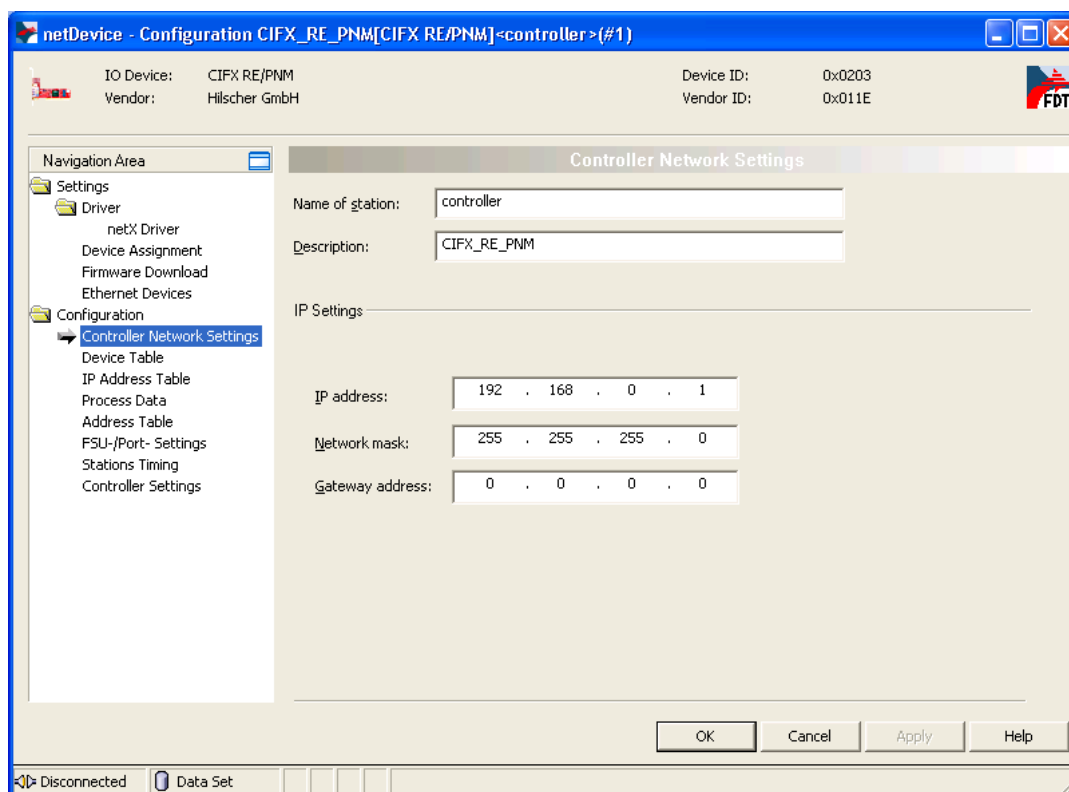 netDevice - Configuration CIFX_RE_PNM[CIFX RE/PNM]<controller>(#1)
IO Device: CIFX RE/PNM Device ID: 0x0203
Vendor: Hilscher GmbH Vendor ID: 0x011E
FDT
Navigation Area
Settings
Driver
netX Driver
Device Assignment
Firmware Download
Ethernet Devices
Configuration
Controller Network Settings
Device Table
IP Address Table
Process Data
Address Table
FSU-/Port- Settings
Stations Timing
Controller Settings
Controller Network Settings
Name of station: controller
Description: CIFX_RE_PNM
IP Settings
IP address: 192 . 168 . 0 . 1
Network mask: 255 . 255 . 255 . 0
Gateway address: 0 . 0 . 0 . 0
OK Cancel Apply Help
Disconnected Data Set